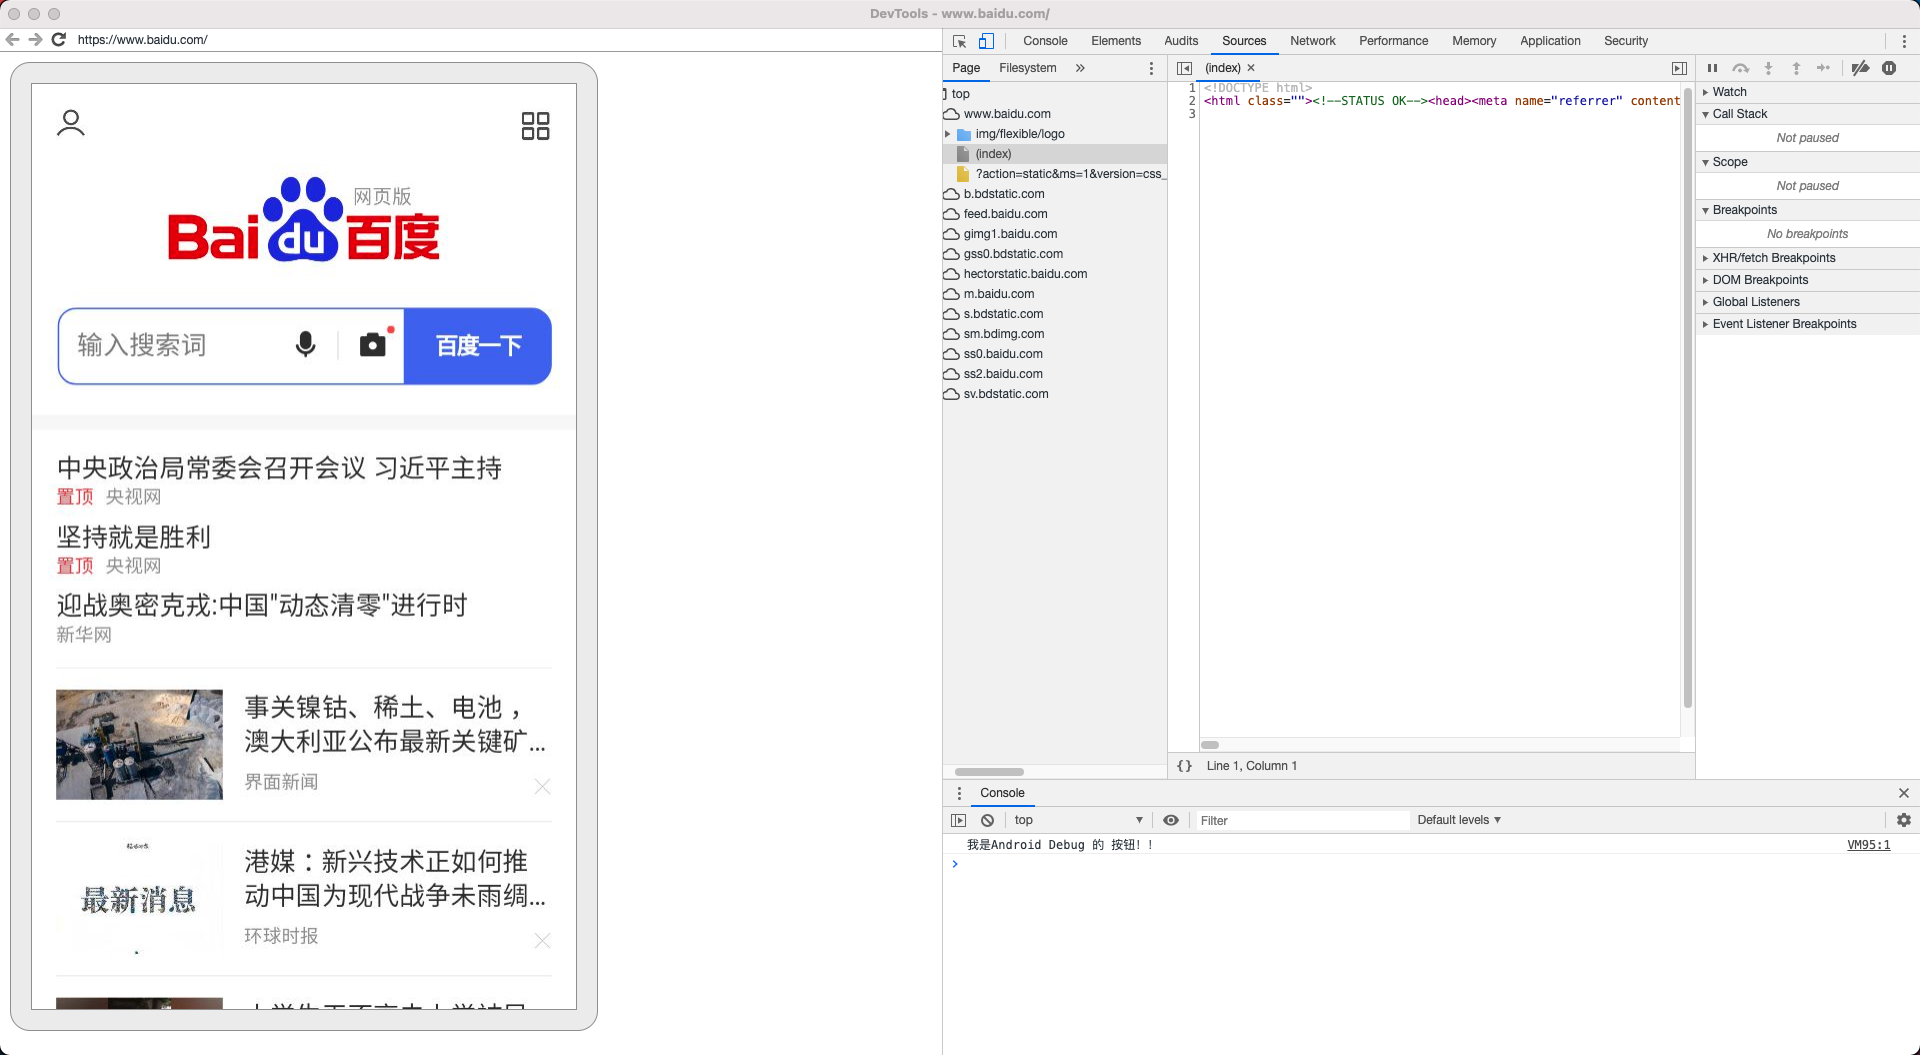 DevTools - www.baidu.com/
https://www.baidu.com/
网页版
Bai du 百度
输入搜索词
百度一下
中央政治局常委会召开会议 习近平主持
置顶 央视网
坚持就是胜利
置顶 央视网
迎战奥密克戎:中国"动态清零"进行时
新华网
事关镍钴、稀土、电池，
澳大利亚公布最新关键矿...
界面新闻
最新消息
港媒：新兴技术正如何推
动中国为现代战争未雨绸...
环球时报
Console Elements Audits Sources Network Performance Memory Application Security
Page Filesystem »
top
www.baidu.com
img/flexible/logo
(index)
?action=static&ms=1&version=css_
b.bdstatic.com
feed.baidu.com
gimg1.baidu.com
gss0.bdstatic.com
hectorstatic.baidu.com
m.baidu.com
s.bdstatic.com
sm.bdimg.com
ss0.baidu.com
ss2.baidu.com
sv.bdstatic.com
(index) ×
1 <!DOCTYPE html>
2 <html class=""><!--STATUS OK--><head><meta name="referrer" content
3
{} Line 1, Column 1
Watch
Call Stack
Not paused
Scope
Not paused
Breakpoints
No breakpoints
XHR/fetch Breakpoints
DOM Breakpoints
Global Listeners
Event Listener Breakpoints
Console
top Filter Default levels
我是Android Debug 的 按钮!! VM95:1